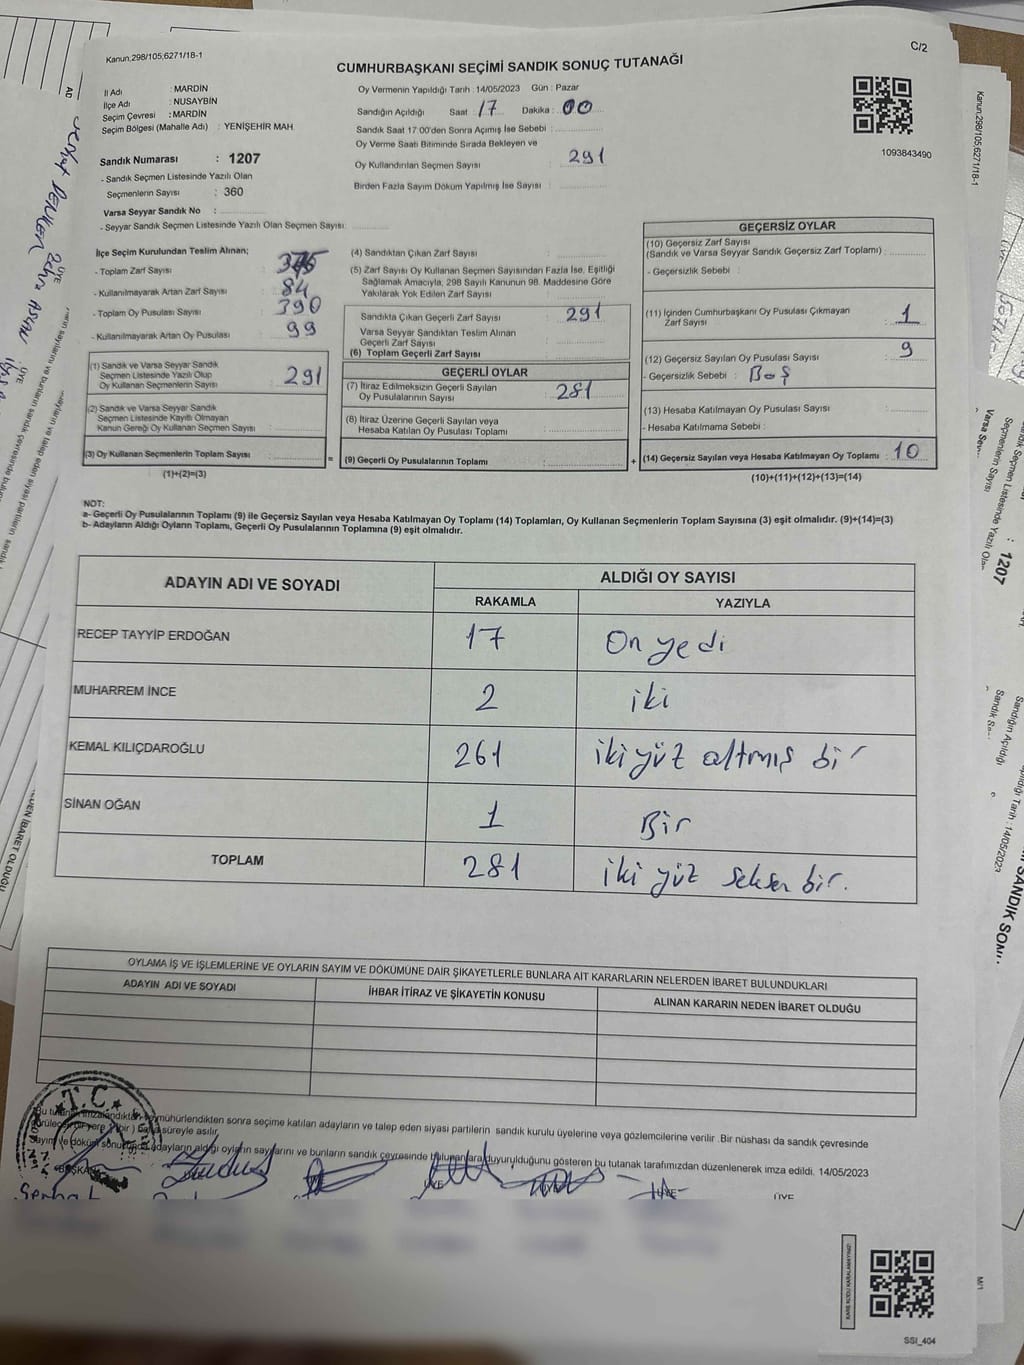 Kanun.298/105,6271/18-1
C/2
CUMHURBAŞKANI SEÇİMİ SANDIK SONUÇ TUTANAĞI
İl Adı : MARDİN
İlçe Adı : NUSAYBİN
Seçim Çevresi : MARDİN
Seçim Bölgesi (Mahalle Adı) : YENİŞEHİR MAH.
Sandık Numarası : 1207
- Sandık Seçmen Listesinde Yazılı Olan
Seçmenlerin Sayısı : 360
Varsa Seyyar Sandık No :
- Seyyar Sandık Seçmen Listesinde Yazılı Olan Seçmen Sayısı:
Oy Vermenin Yapıldığı Tarih : 14/05/2023 Gün : Pazar
Sandığın Açıldığı Saat : 17 Dakika : 00
Sandık Saat 17:00'den Sonra Açımış İse Sebebi :
Oy Verme Saati Bitiminde Sırada Bekleyen ve
Oy Kullandırılan Seçmen Sayısı : 291
Birden Fazla Sayım Döküm Yapılmış İse Sayısı :
1093843490
İlçe Seçim Kurulundan Teslim Alınan;
- Toplam Zarf Sayısı : 375
- Kullanılmayarak Artan Zarf Sayısı : 84
- Toplam Oy Pusulası Sayısı : 390
- Kullanılmayarak Artan Oy Pusulası : 99
(1) Sandık ve Varsa Seyyar Sandık
Seçmen Listesinde Yazılı Olup
Oy Kullanan Seçmenlerin Sayısı : 291
(2) Sandık ve Varsa Seyyar Sandık
Seçmen Listesinde Kayıtlı Olmayan
Kanun Gereği Oy Kullanan Seçmen Sayısı :
(3) Oy Kullanan Seçmenlerin Toplam Sayısı :
(1)+(2)=(3)
(4) Sandıktan Çıkan Zarf Sayısı :
(5) Zarf Sayısı Oy Kullanan Seçmen Sayısından Fazla İse, Eşitliği
Sağlamak Amacıyla, 298 Sayılı Kanunun 98. Maddesine Göre
Yakılarak Yok Edilen Zarf Sayısı :
Sandıkta Çıkan Geçerli Zarf Sayısı : 291
Varsa Seyyar Sandıktan Teslim Alınan
Geçerli Zarf Sayısı :
(6) Toplam Geçerli Zarf Sayısı :
GEÇERLİ OYLAR
(7) İtiraz Edilmeksizin Geçerli Sayılan
Oy Pusulalarının Sayısı : 281
(8) İtiraz Üzerine Geçerli Sayılan veya
Hesaba Katılan Oy Pusulası Toplamı :
=
(9) Geçerli Oy Pusulalarının Toplamı :
+
GEÇERSİZ OYLAR
(10) Geçersiz Zarf Sayısı
(Sandık ve Varsa Seyyar Sandık Geçersiz Zarf Toplamı) :
- Geçersizlik Sebebi :
(11) İçinden Cumhurbaşkanı Oy Pusulası Çıkmayan
Zarf Sayısı : 1
(12) Geçersiz Sayılan Oy Pusulası Sayısı : 9
- Geçersizlik Sebebi : Boş
(13) Hesaba Katılmayan Oy Pusulası Sayısı :
- Hesaba Katılmama Sebebi :
(14) Geçersiz Sayılan veya Hesaba Katılmayan Oy Toplamı : 10
(10)+(11)+(12)+(13)=(14)
NOT:
a- Geçerli Oy Pusulalarının Toplamı (9) ile Geçersiz Sayılan veya Hesaba Katılmayan Oy Toplamı (14) Toplamları, Oy Kullanan Seçmenlerin Toplam Sayısına (3) eşit olmalıdır. (9)+(14)=(3)
b- Adayların Aldığı Oyların Toplamı, Geçerli Oy Pusulalarının Toplamına (9) eşit olmalıdır.
ADAYIN ADI VE SOYADI
ALDIĞI OY SAYISI
RAKAMLA YAZIYLA
RECEP TAYYİP ERDOĞAN 17 On yedi
MUHARREM İNCE 2 iki
KEMAL KILIÇDAROĞLU 261 iki yüz altmış bir
SİNAN OĞAN 1 Bir
TOPLAM 281 iki yüz seksen bir.
OYLAMA İŞ VE İŞLEMLERİNE VE OYLARIN SAYIM VE DÖKÜMÜNE DAİR ŞİKAYETLERLE BUNLARA AİT KARARLARIN NELERDEN İBARET BULUNDUKLARI
ADAYIN ADI VE SOYADI
İHBAR İTİRAZ VE ŞİKAYETİN KONUSU
ALINAN KARARIN NEDEN İBARET OLDUĞU
T.C.
Bu tutanak imzalandıktan ve mühürlendikten sonra seçime katılan adayların ve talep eden siyasi partilerin sandık kurulu üyelerine veya gözlemcilerine verilir .Bir nüshası da sandık çevresinde
görülecek bir yere 1 (bir ) hafta süreyle asılır.
Sayım ve döküm sonucunda adayların aldığı oyların sayılarını ve bunların sandık çevresinde bulunanlara duyurulduğunu gösteren bu tutanak tarafımızdan düzenlenerek imza edildi. 14/05/2023
BAŞKAN
ÜYE
ÜYE
ÜYE
ÜYE
SSI_404
Kanun.298/105,6271/18-1
1207